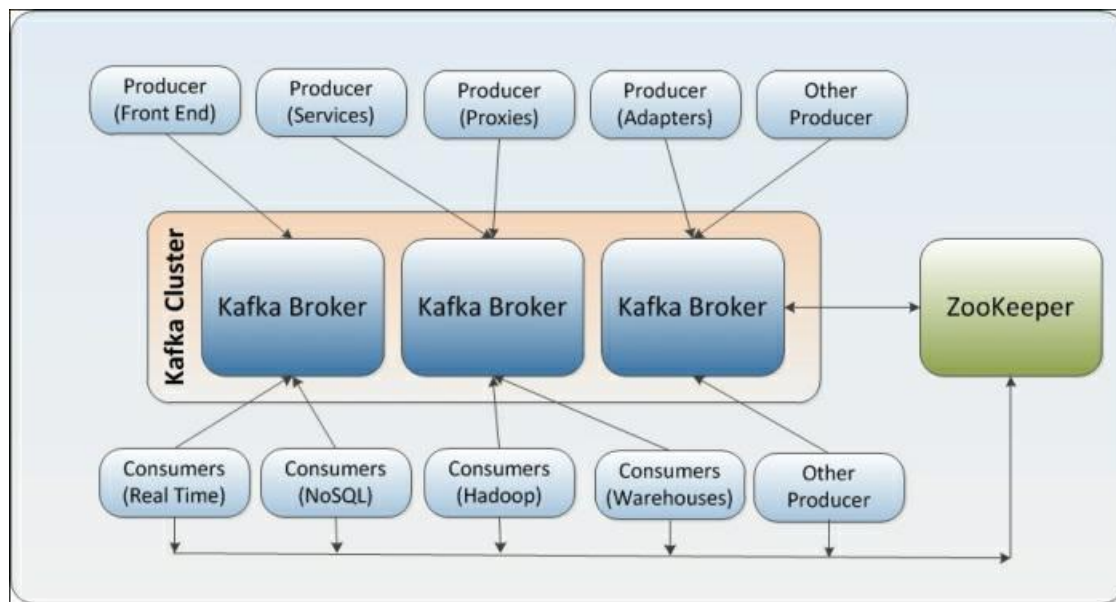 Producer
(Front End)
Producer
(Services)
Producer
(Proxies)
Producer
(Adapters)
Other
Producer
Kafka Cluster
Kafka Broker
Kafka Broker
Kafka Broker
ZooKeeper
Consumers
(Real Time)
Consumers
(NoSQL)
Consumers
(Hadoop)
Consumers
(Warehouses)
Other
Producer